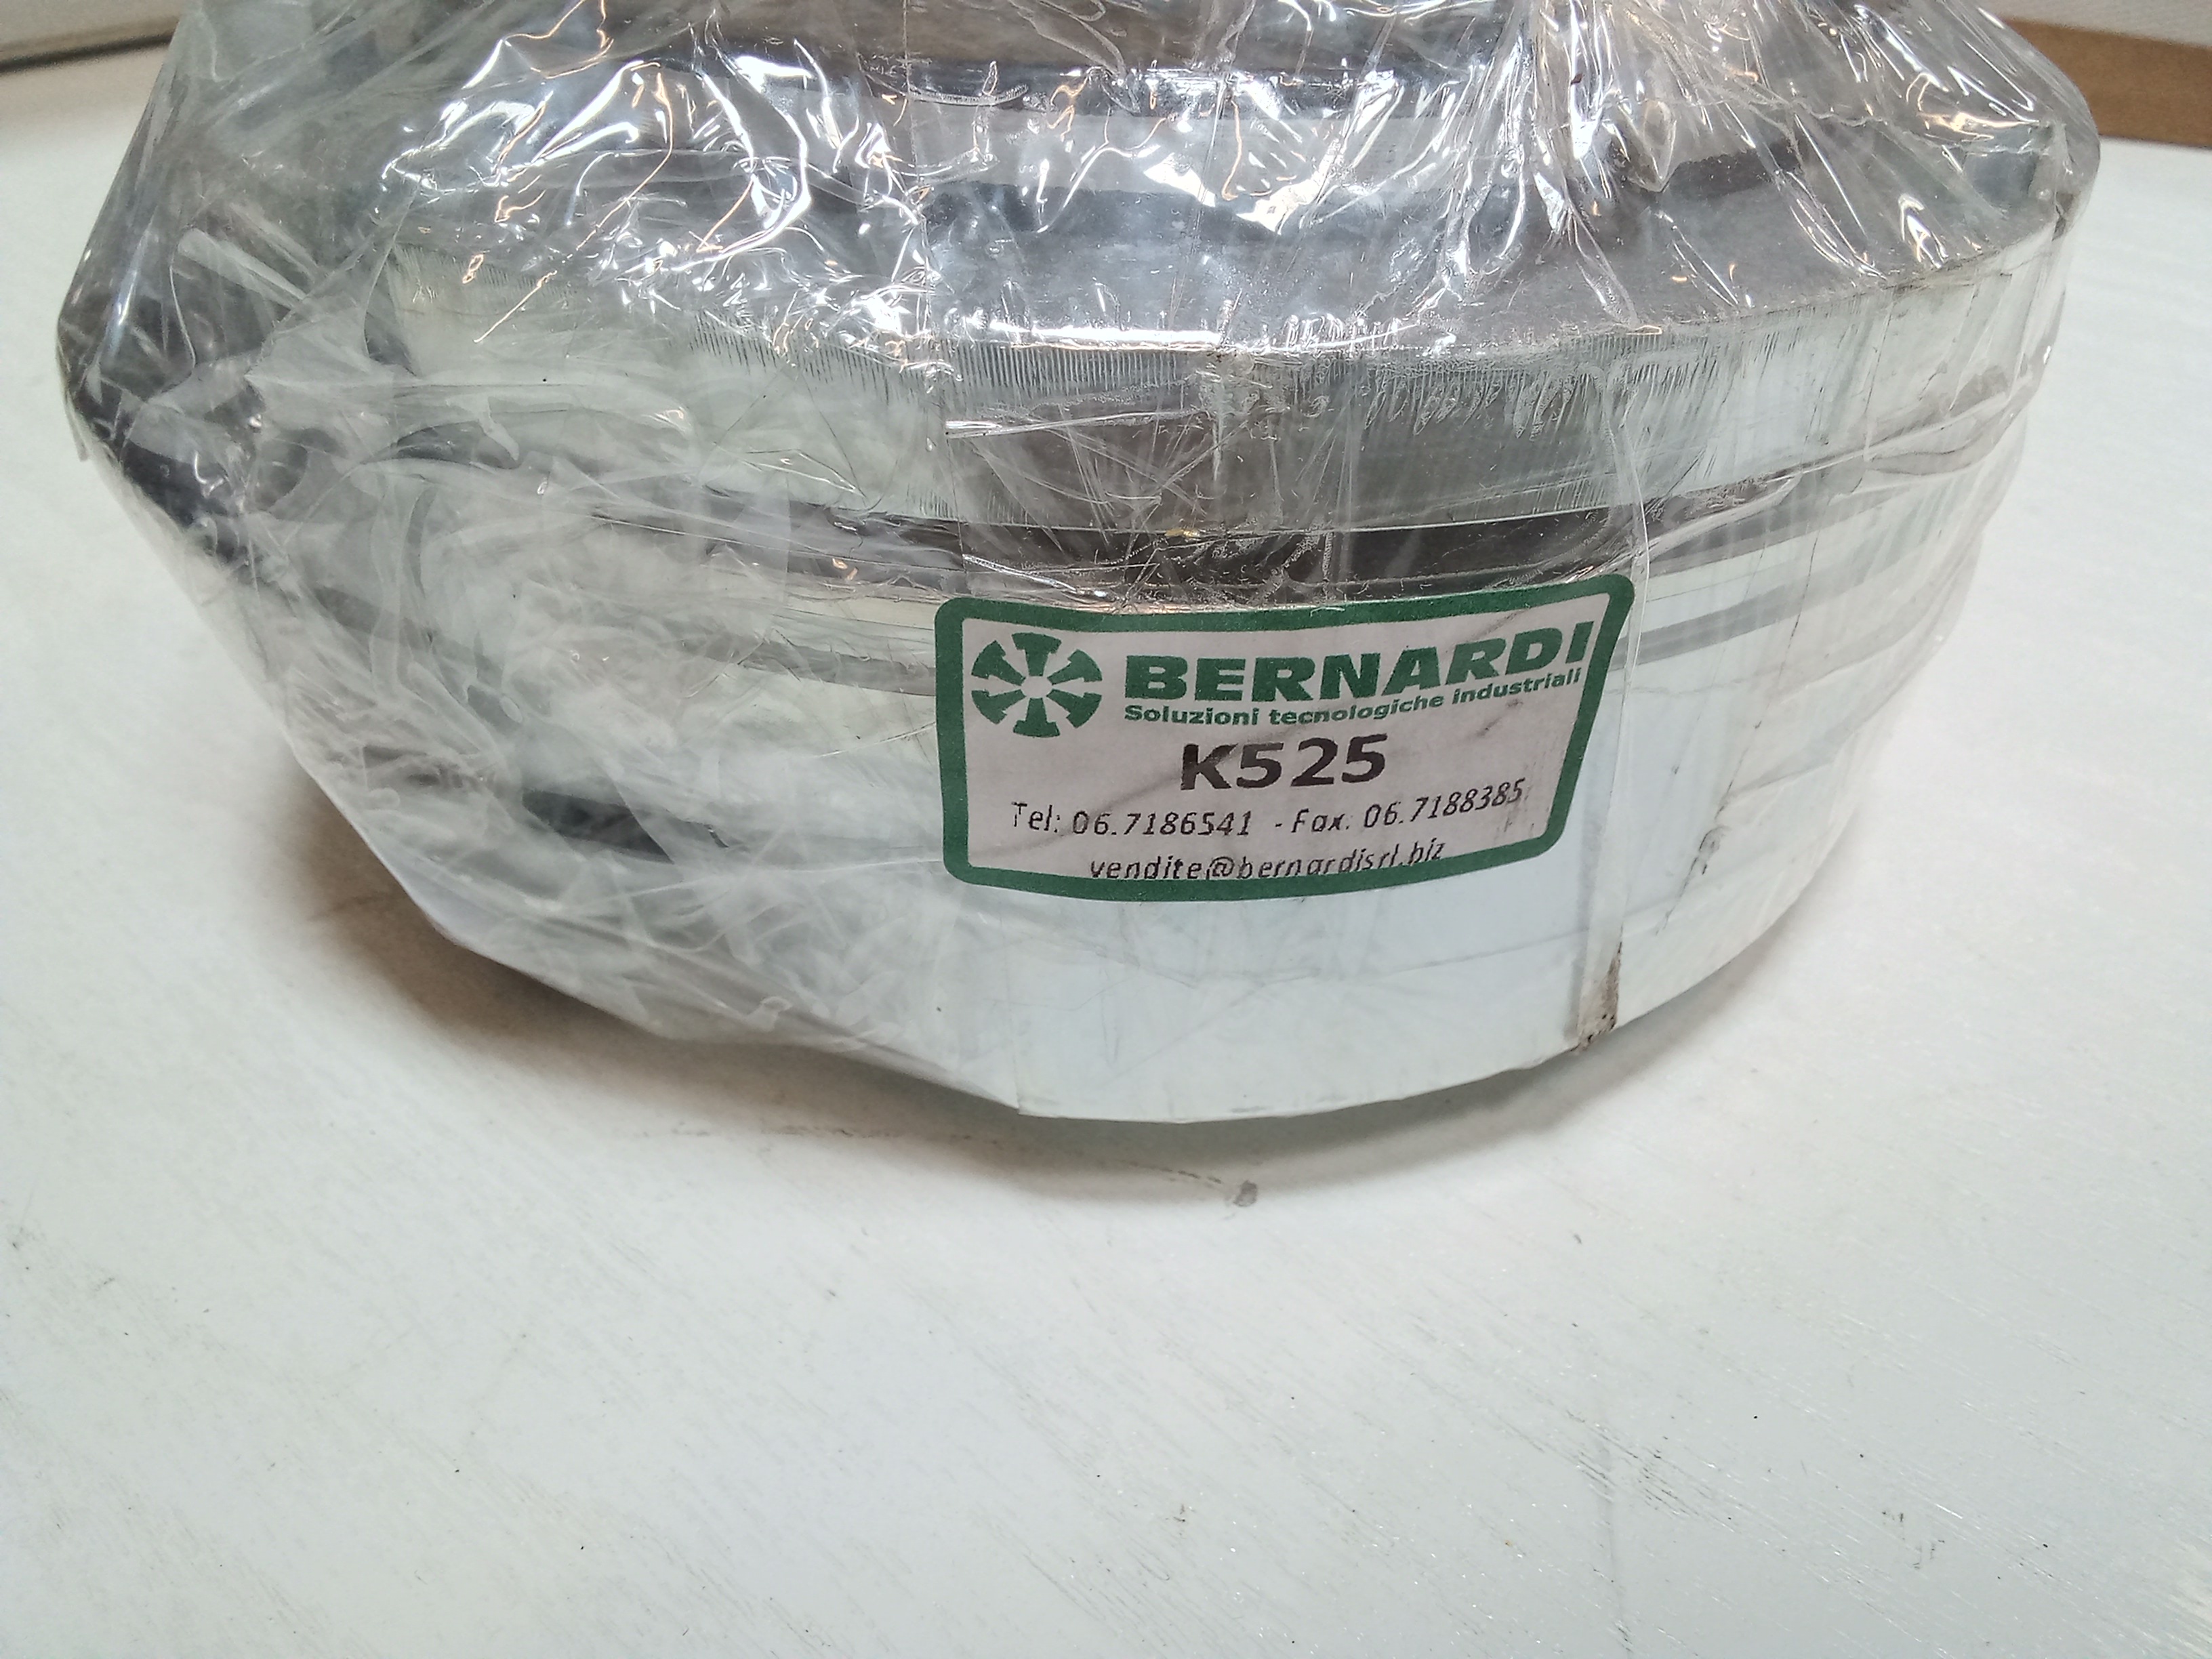 BERNARDI
Soluzioni tecnologiche industriali
K525
Tel: 06.7186541 - Fax. 06.7188385
vendite@bernardisrl.biz